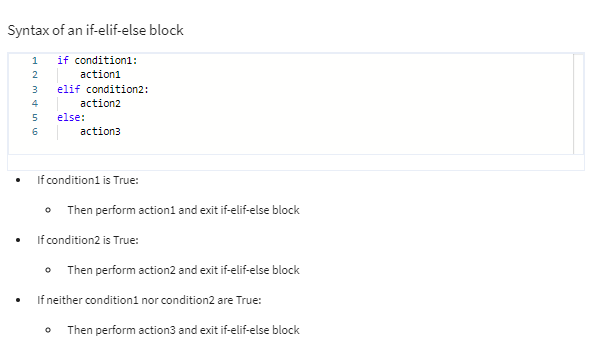 Syntax of an if-elif-else block
1 if condition1:
2 action1
3 elif condition2:
4 action2
5 else:
6 action3
• If condition1 is True:
o Then perform action1 and exit if-elif-else block
• If condition2 is True:
o Then perform action2 and exit if-elif-else block
• If neither condition1 nor condition2 are True:
o Then perform action3 and exit if-elif-else block